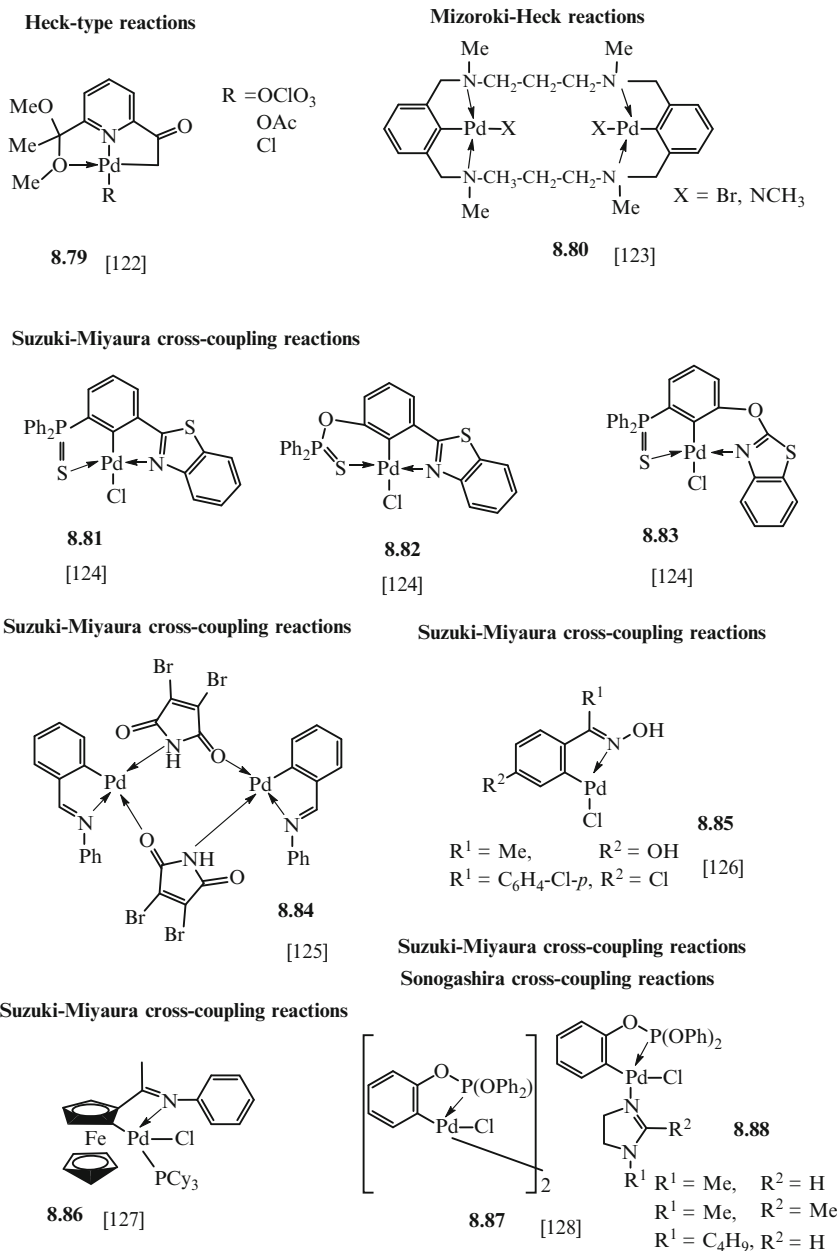 Heck-type reactions
Mizoroki-Heck reactions
MeO
Me
O
Me
N
Pd
R
O
R =OClO3
OAc
Cl
8.79 [122]
Me Me
N-CH2-CH2-CH2-N
Pd-X X-Pd
N-CH3-CH2-CH2-N
Me Me
X = Br, NCH3
8.80 [123]
Suzuki-Miyaura cross-coupling reactions
Ph2P
S
Pd
N
S
Cl
8.81
[124]
O
Ph2P
S
Pd
N
S
Cl
8.82
[124]
Ph2P
S
Pd
N
O
S
Cl
8.83
[124]
Suzuki-Miyaura cross-coupling reactions
Br Br
O
N
H
O
Pd Pd
N N
Ph Ph
O NH
O
Br
Br
8.84
[125]
Suzuki-Miyaura cross-coupling reactions
R1
N OH
R2
Pd
Cl
8.85
R1 = Me, R2 = OH
R1 = C6H4-Cl-p, R2 = Cl
[126]
Suzuki-Miyaura cross-coupling reactions
Fe
N
Pd Cl
PCy3
8.86 [127]
Suzuki-Miyaura cross-coupling reactions
Sonogashira cross-coupling reactions
O
P(OPh2)
Pd-Cl
2
8.87 [128]
O
P(OPh)2
Pd-Cl
N
R2
N
R1
8.88
R1 = Me, R2 = H
R1 = Me, R2 = Me
R1 = C4H9, R2 = H